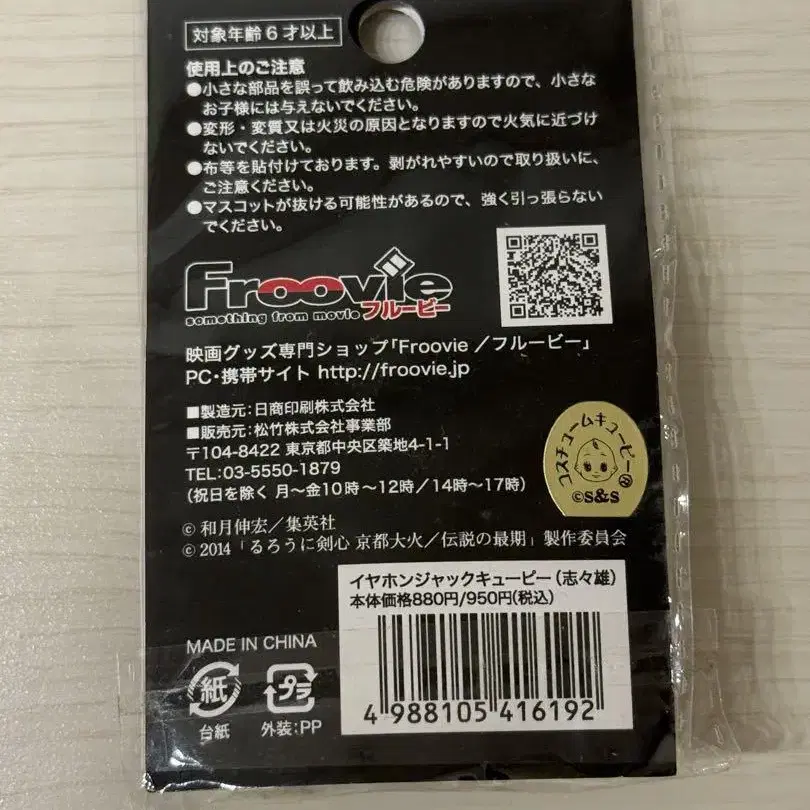 対象年齢6才以上
使用上のご注意
●小さな部品を誤って飲み込む危険がありますので、小さな
お子様には与えないでください。
●変形・変質又は火災の原因となりますので火気に近づけ
ないでください。
●布等を貼付けております。剥がれやすいので取り扱いに、
ご注意ください。
●マスコットが抜ける可能性があるので、強く引っ張らない
でください。
Froovie
something from movie フルービー
映画グッズ専門ショップ「Froovie／フルービー」
PC・携帯サイト http://froovie.jp
■製造元:日商印刷株式会社
■販売元:松竹株式会社事業部
〒104-8422 東京都中央区築地4-1-1
TEL:03-5550-1879
(祝日を除く 月〜金10時〜12時／14時〜17時)
コスチュームキューピー®
©S&S
© 和月伸宏／集英社
© 2014「るろうに剣心 京都大火／伝説の最期」製作委員会
イヤホンジャックキューピー(志々雄)
本体価格880円/950円(税込)
4 988105 416192
MADE IN CHINA
紙
プラ
台紙
外装:PP